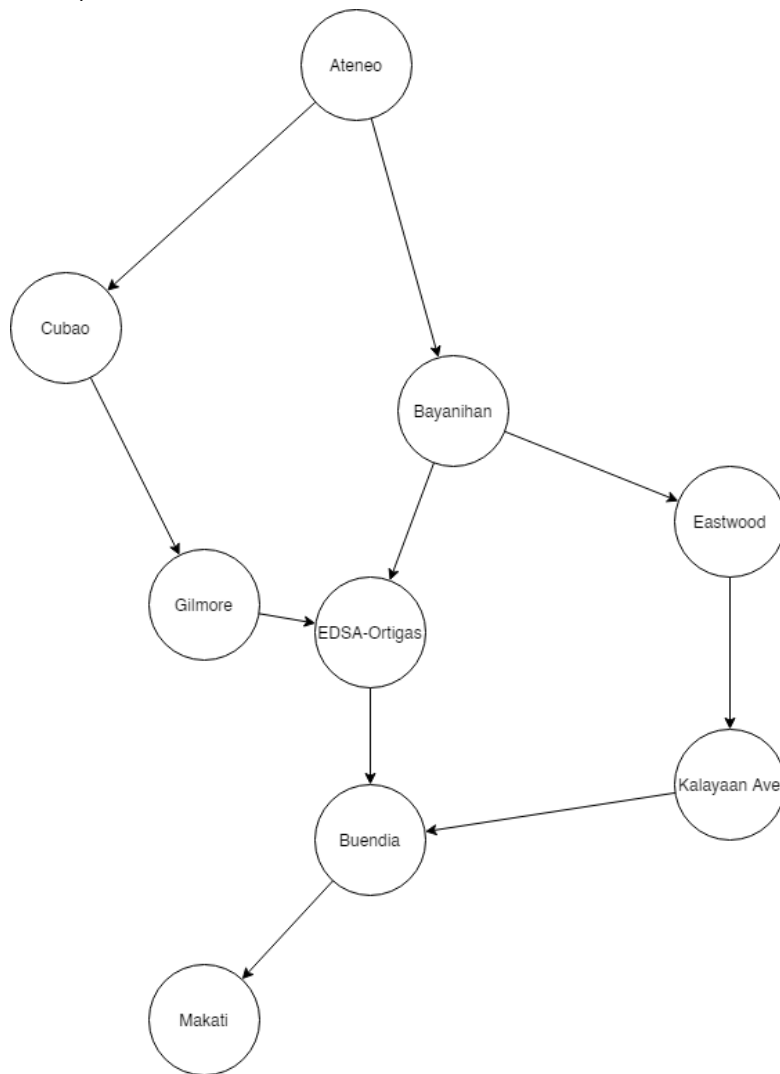 Ateneo
Cubao
Bayanihan
Eastwood
Gilmore
EDSA-Ortigas
Kalayaan Ave
Buendia
Makati